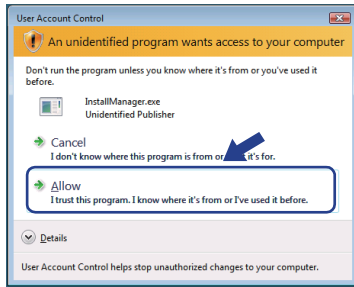 User Account Control
An unidentified program wants access to your computer
Don't run the program unless you know where it's from or you've used it
before.
InstallManager.exe
Unidentified Publisher
Cancel
I don't know where this program is from or it's for.
Allow
I trust this program. I know where it's from or I've used it before.
Details
User Account Control helps stop unauthorized changes to your computer.